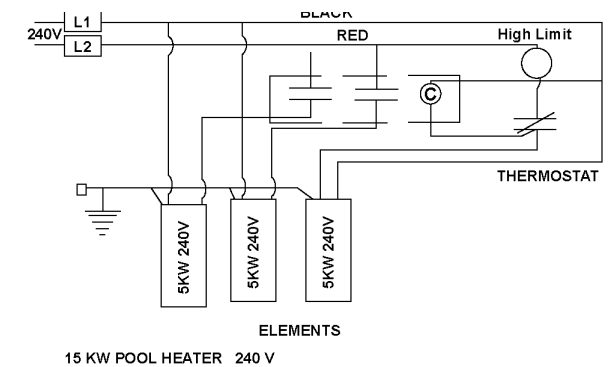 BLACK
L1
240V
L2
RED
High Limit
C
THERMOSTAT
5KW 240V
5KW 240V
5KW 240V
ELEMENTS
15 KW POOL HEATER 240 V